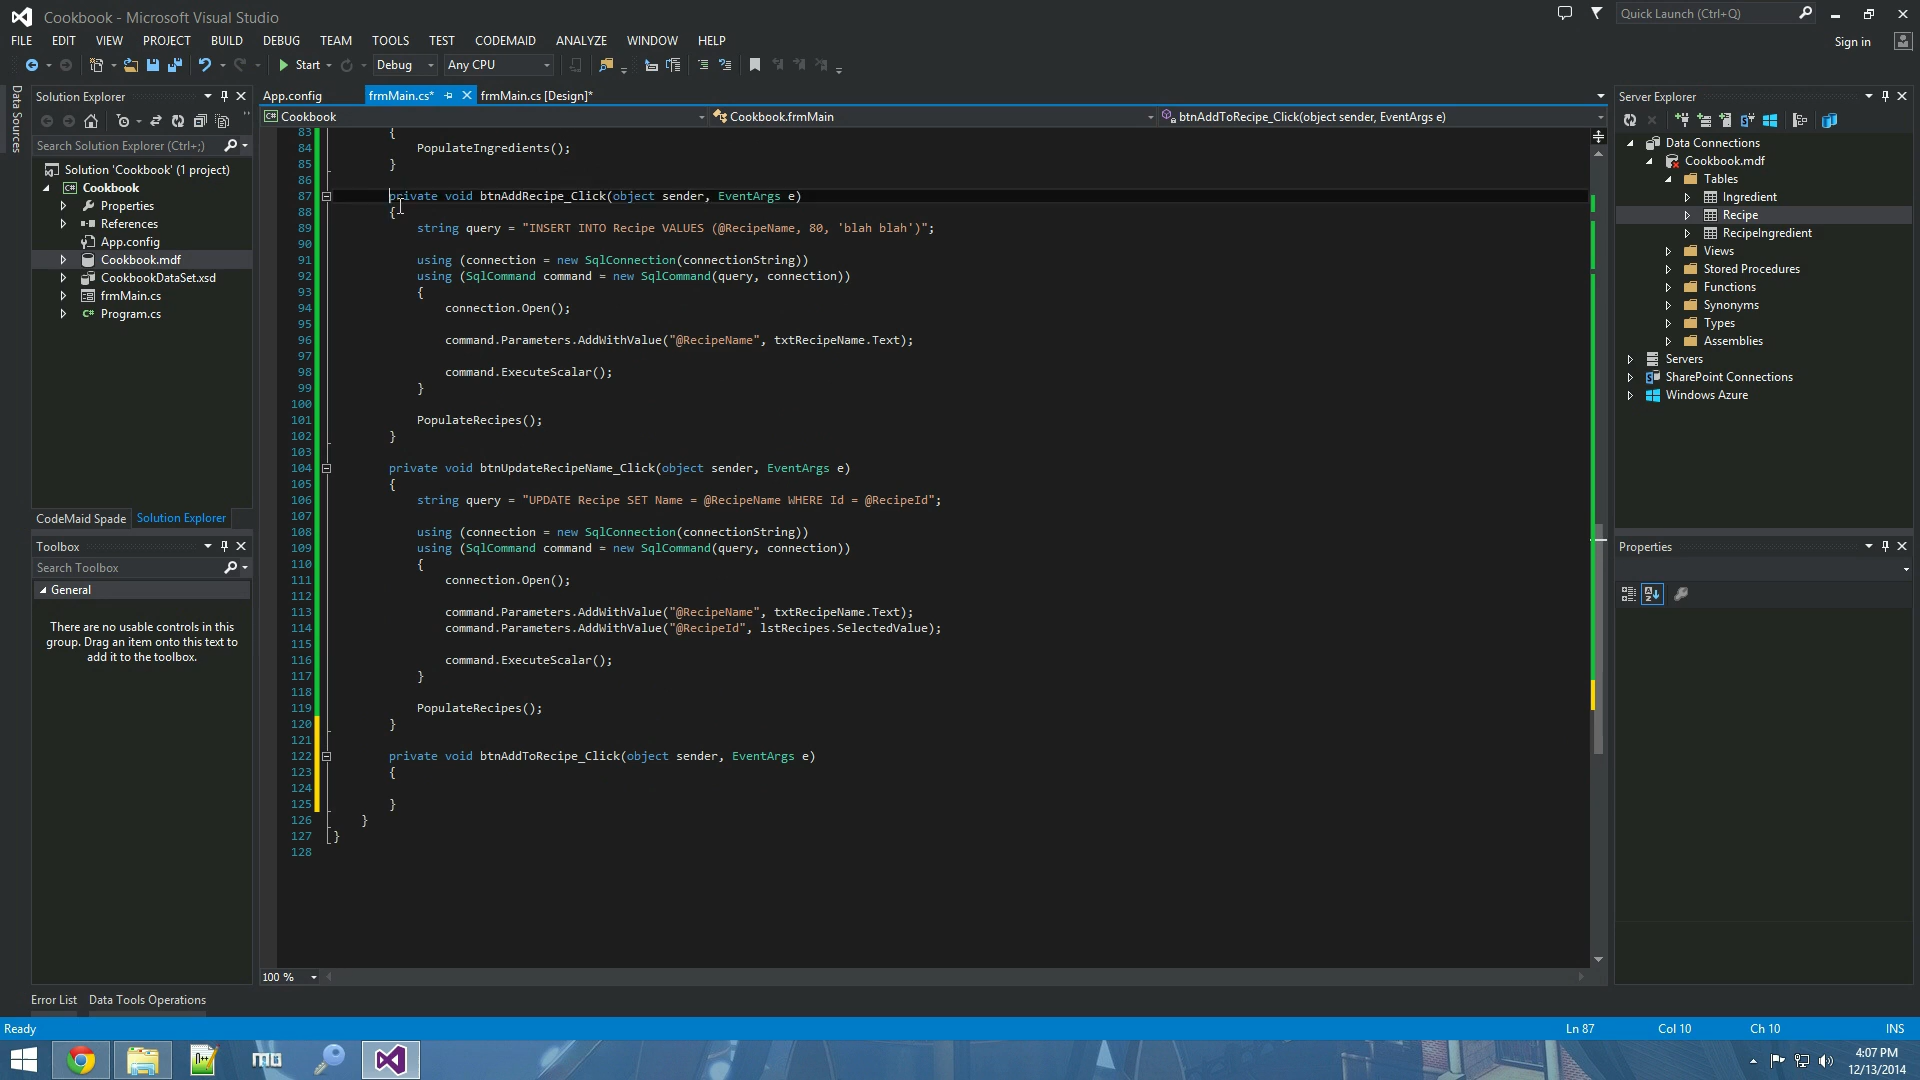 Cookbook - Microsoft Visual Studio
Quick Launch (Ctrl+Q)
FILE EDIT VIEW PROJECT BUILD DEBUG TEAM TOOLS TEST CODEMAID ANALYZE WINDOW HELP
Sign in
Start Debug Any CPU
Data Sources
Solution Explorer
Search Solution Explorer (Ctrl+;)
Solution 'Cookbook' (1 project)
Cookbook
Properties
References
App.config
Cookbook.mdf
CookbookDataSet.xsd
frmMain.cs
Program.cs
CodeMaid Spade Solution Explorer
Toolbox
Search Toolbox
General
There are no usable controls in this
group. Drag an item onto this text to
add it to the toolbox.
App.config frmMain.cs* frmMain.cs [Design]*
Cookbook Cookbook.frmMain btnAddToRecipe_Click(object sender, EventArgs e)
83 {
84 PopulateIngredients();
85 }
86
87 private void btnAddRecipe_Click(object sender, EventArgs e)
88 {
89 string query = "INSERT INTO Recipe VALUES (@RecipeName, 80, 'blah blah')";
90
91 using (connection = new SqlConnection(connectionString))
92 using (SqlCommand command = new SqlCommand(query, connection))
93 {
94 connection.Open();
95
96 command.Parameters.AddWithValue("@RecipeName", txtRecipeName.Text);
97
98 command.ExecuteScalar();
99 }
100
101 PopulateRecipes();
102 }
103
104 private void btnUpdateRecipeName_Click(object sender, EventArgs e)
105 {
106 string query = "UPDATE Recipe SET Name = @RecipeName WHERE Id = @RecipeId";
107
108 using (connection = new SqlConnection(connectionString))
109 using (SqlCommand command = new SqlCommand(query, connection))
110 {
111 connection.Open();
112
113 command.Parameters.AddWithValue("@RecipeName", txtRecipeName.Text);
114 command.Parameters.AddWithValue("@RecipeId", lstRecipes.SelectedValue);
115
116 command.ExecuteScalar();
117 }
118
119 PopulateRecipes();
120 }
121
122 private void btnAddToRecipe_Click(object sender, EventArgs e)
123 {
124
125 }
126 }
127 }
128
100 %
Server Explorer
Data Connections
Cookbook.mdf
Tables
Ingredient
Recipe
RecipeIngredient
Views
Stored Procedures
Functions
Synonyms
Types
Assemblies
Servers
SharePoint Connections
Windows Azure
Properties
Error List Data Tools Operations
Ready Ln 87 Col 10 Ch 10 INS
4:07 PM
12/13/2014